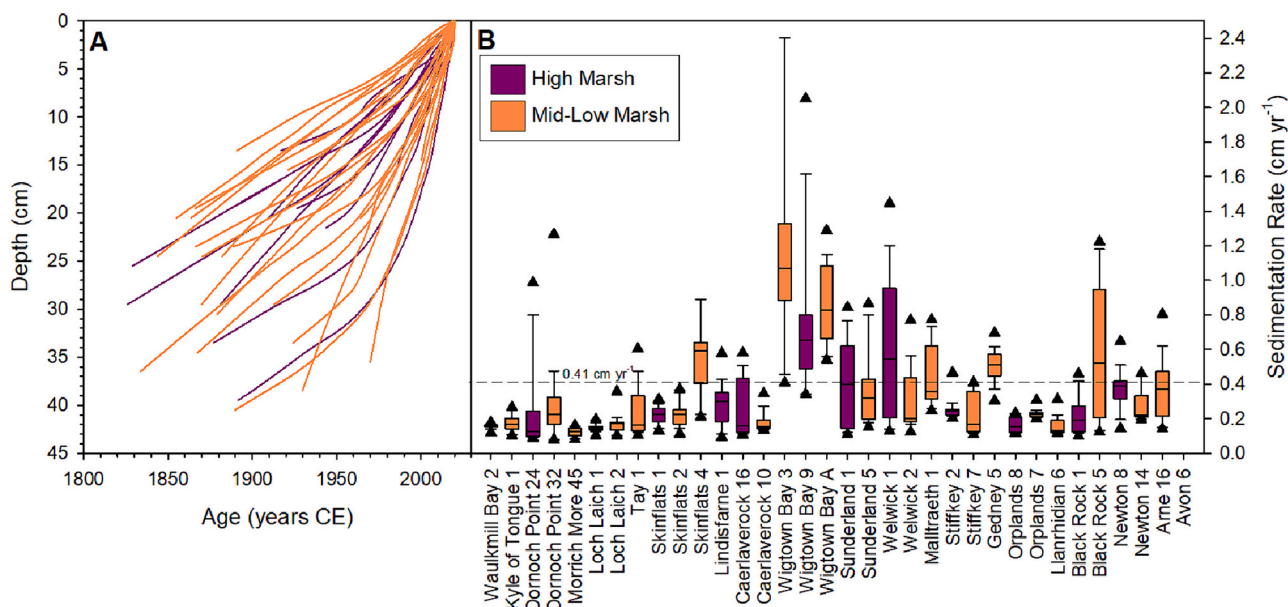 A
B
0
5
10
15
20
25
30
35
40
45
Depth (cm)
1800
1850
1900
1950
2000
Age (years CE)
High Marsh
Mid-Low Marsh
0.41 cm yr⁻¹
2.4
2.2
2.0
1.8
1.6
1.4
1.2
1.0
0.8
0.6
0.4
0.2
0.0
Sedimentation Rate (cm yr⁻¹)
Waulkmill Bay 2
Kyle of Tongue 1
Dornoch Point 24
Dornoch Point 32
Morrich More 45
Loch Laich 1
Loch Laich 2
Tay 1
Skinflats 1
Skinflats 2
Skinflats 4
Lindisfarne 1
Caerlaverock 16
Caerlaverock 10
Wigtown Bay 3
Wigtown Bay 9
Wigtown Bay A
Sunderland 1
Sunderland 5
Welwick 1
Welwick 2
Malltraeth 1
Stiffkey 2
Stiffkey 7
Gedney 5
Orplands 8
Orplands 7
Llanrhidian 6
Black Rock 1
Black Rock 5
Newton 8
Newton 14
Arne 16
Avon 6